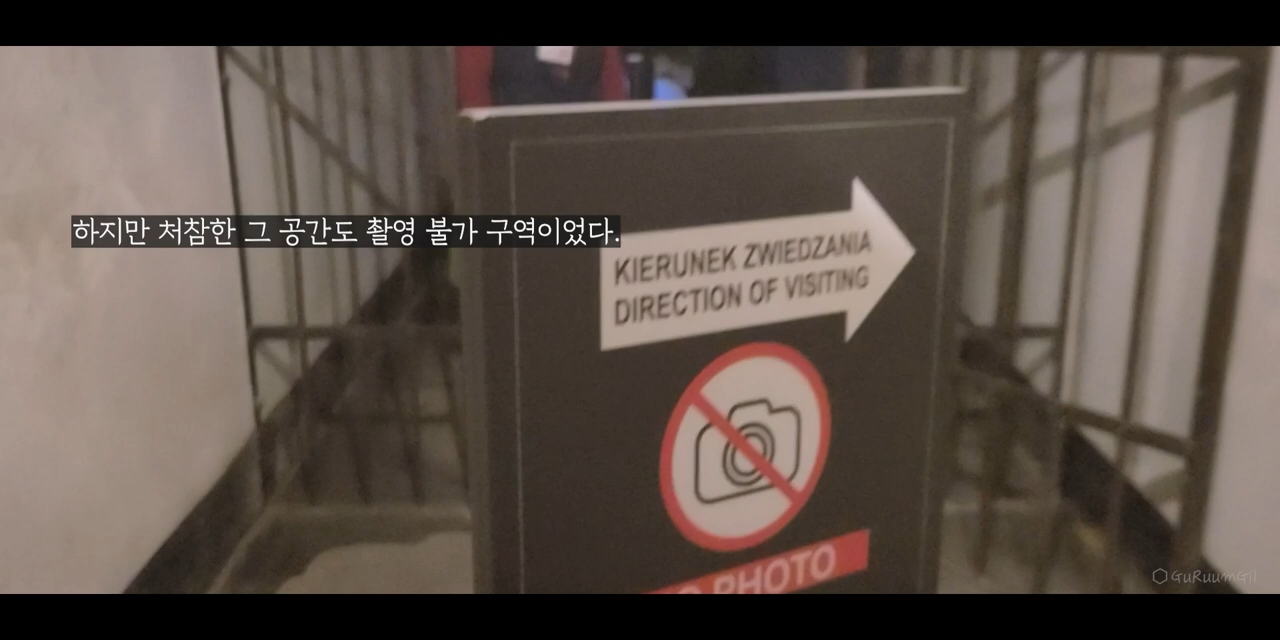 하지만 처참한 그 공간도 촬영 불가 구역이었다.
KIERUNEK ZWIEDZANIA
DIRECTION OF VISITING
PHOTO
GuRuumGil